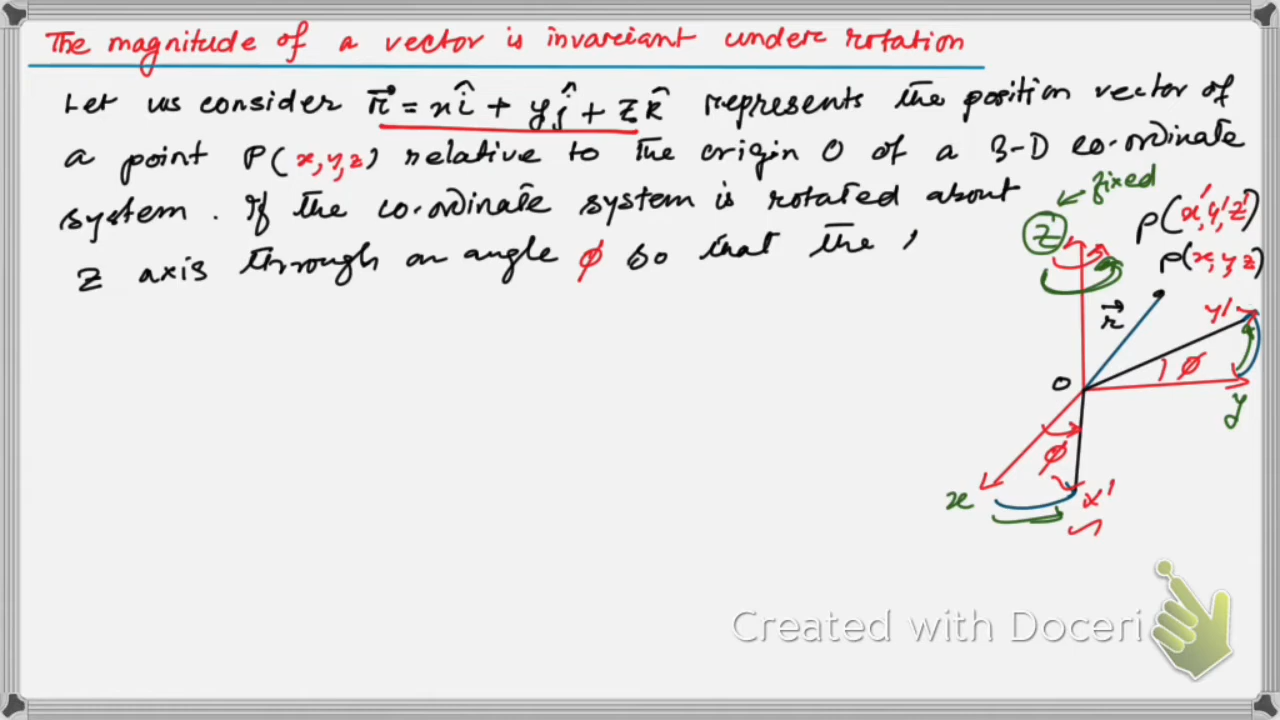 The magnitude of a vector is invariant under rotation
Let us consider r⃗ = xî + yĵ + zk̂ represents the position vector of
a point P(x,y,z) relative to the origin O of a 3-D co-ordinate
system. If the co-ordinate system is rotated about
Z axis through an angle φ so that the
fixed
Z
P(x',y',z')
P(x,y,z)
r⃗
y'
φ
O
y
φ
x
x'
Created with Doceri